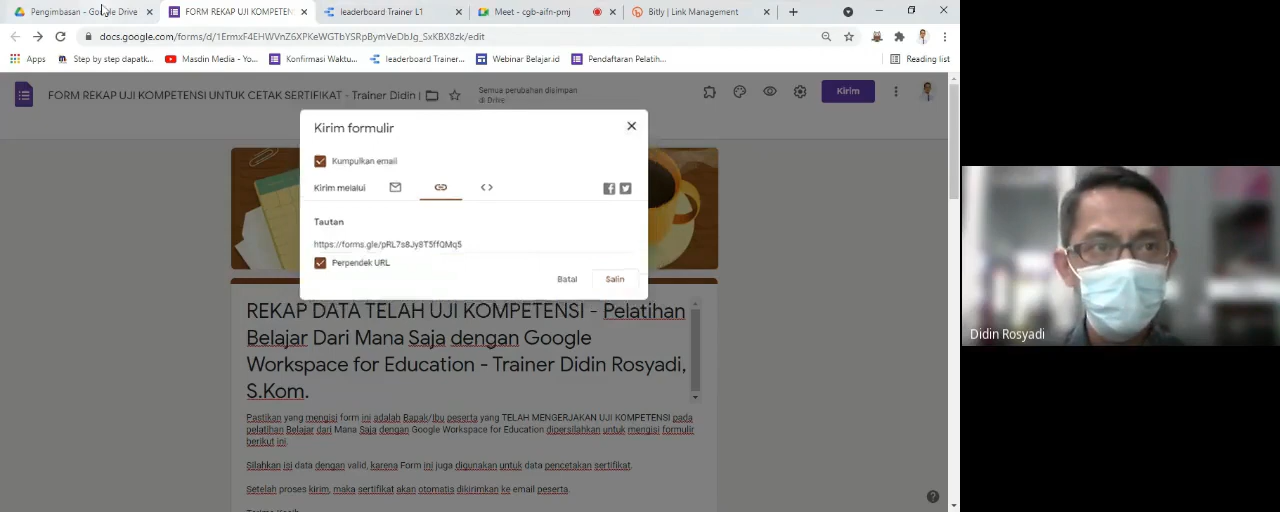 Pengimbasan - Google Drive
FORM REKAP UJI KOMPETEN
leaderboard Trainer L1
Meet - cgb-aifn-pmj
Bitly | Link Management
docs.google.com/forms/d/1ErmxF4EHWVnZ6XPKeWGTbYSRpBymVeDbJg_SxKBX8zk/edit
Apps
Step by step dapatk...
Masdin Media - Yo...
Konfirmasi Waktu...
leaderboard Trainer...
Webinar Belajar.id
Pendaftaran Pelatih...
Reading list
FORM REKAP UJI KOMPETENSI UNTUK CETAK SERTIFIKAT - Trainer Didin
Semua perubahan disimpan
di Drive
Kirim
Kirim formulir
Kumpulkan email
Kirim melalui
Tautan
https://forms.gle/pRL7s8Jy8T5ffQMq5
Perpendek URL
Batal
Salin
REKAP DATA TELAH UJI KOMPETENSI - Pelatihan
Belajar Dari Mana Saja dengan Google
Workspace for Education - Trainer Didin Rosyadi,
S.Kom.
Pastikan yang mengisi form ini adalah Bapak/Ibu peserta yang TELAH MENGERJAKAN UJI KOMPETENSI pada
pelatihan Belajar dari Mana Saja dengan Google Workspace for Education dipersilahkan untuk mengisi formulir
berikut ini.
Silahkan isi data dengan valid, karena Form ini juga digunakan untuk data pencetakan sertifikat.
Setelah proses kirim, maka sertifikat akan otomatis dikirimkan ke email peserta.
Terima Kasih
Didin Rosyadi